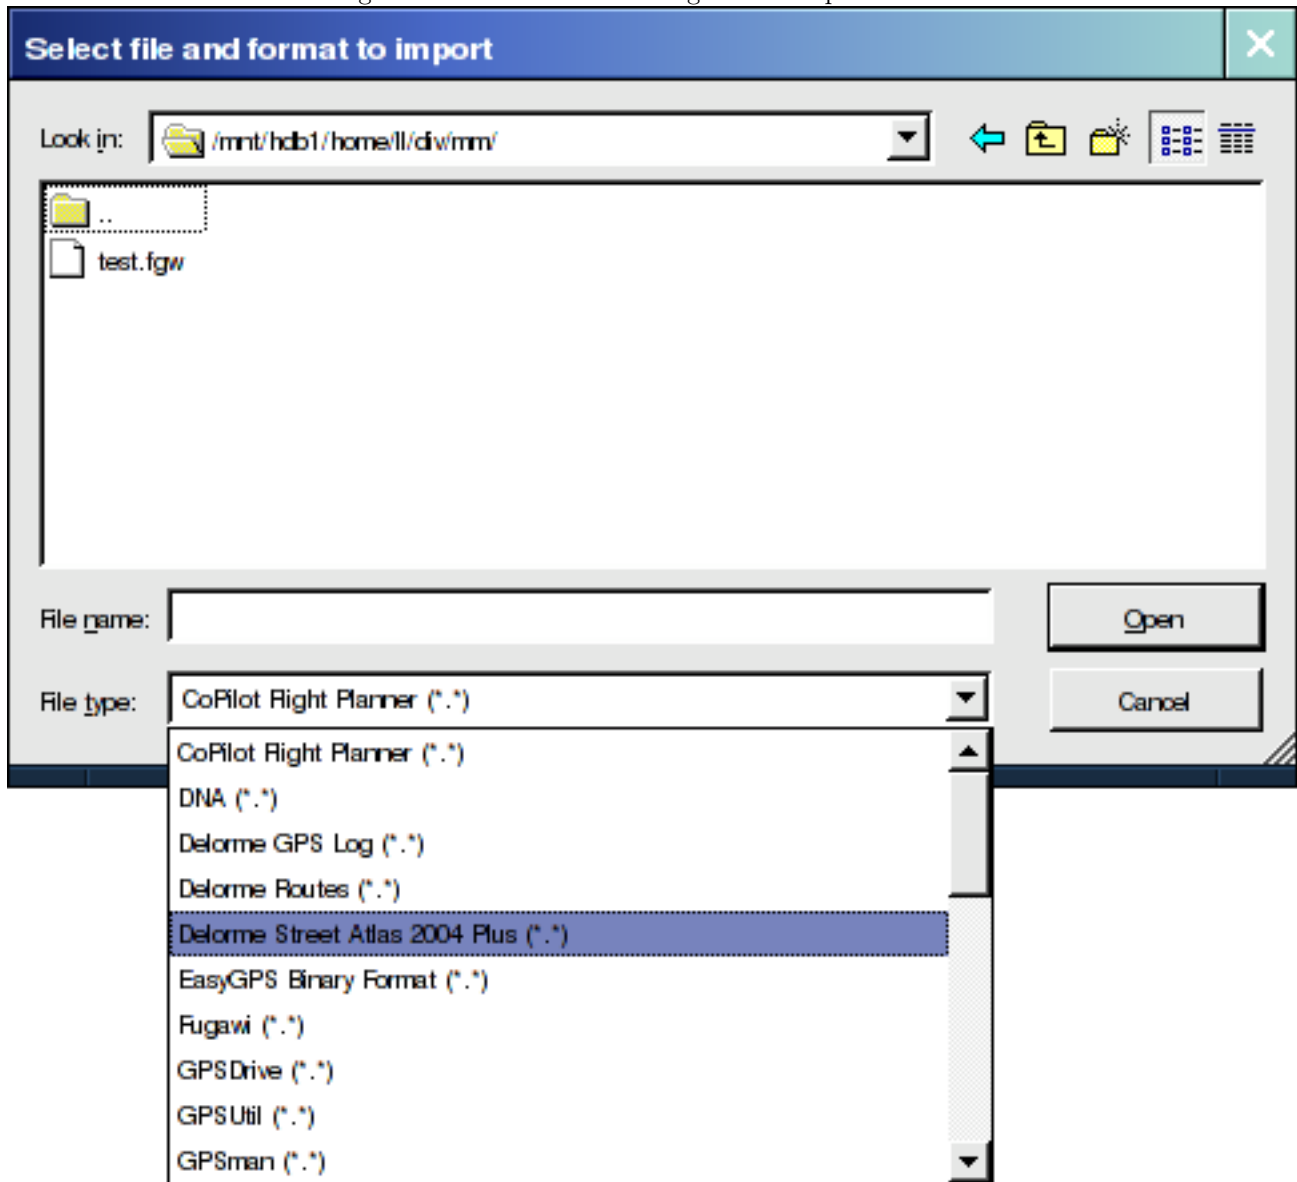 Select file and format to import
Look in: /mnt/hdb1/home/ll/div/mm/
..
test.fgw
File name:
Open
File type: CoPilot Flight Planner (*.*)
Cancel
CoPilot Flight Planner (*.*)
DNA (*.*)
Delorme GPS Log (*.*)
Delorme Routes (*.*)
Delorme Street Atlas 2004 Plus (*.*)
EasyGPS Binary Format (*.*)
Fugawi (*.*)
GPSDrive (*.*)
GPSUtil (*.*)
GPSman (*.*)